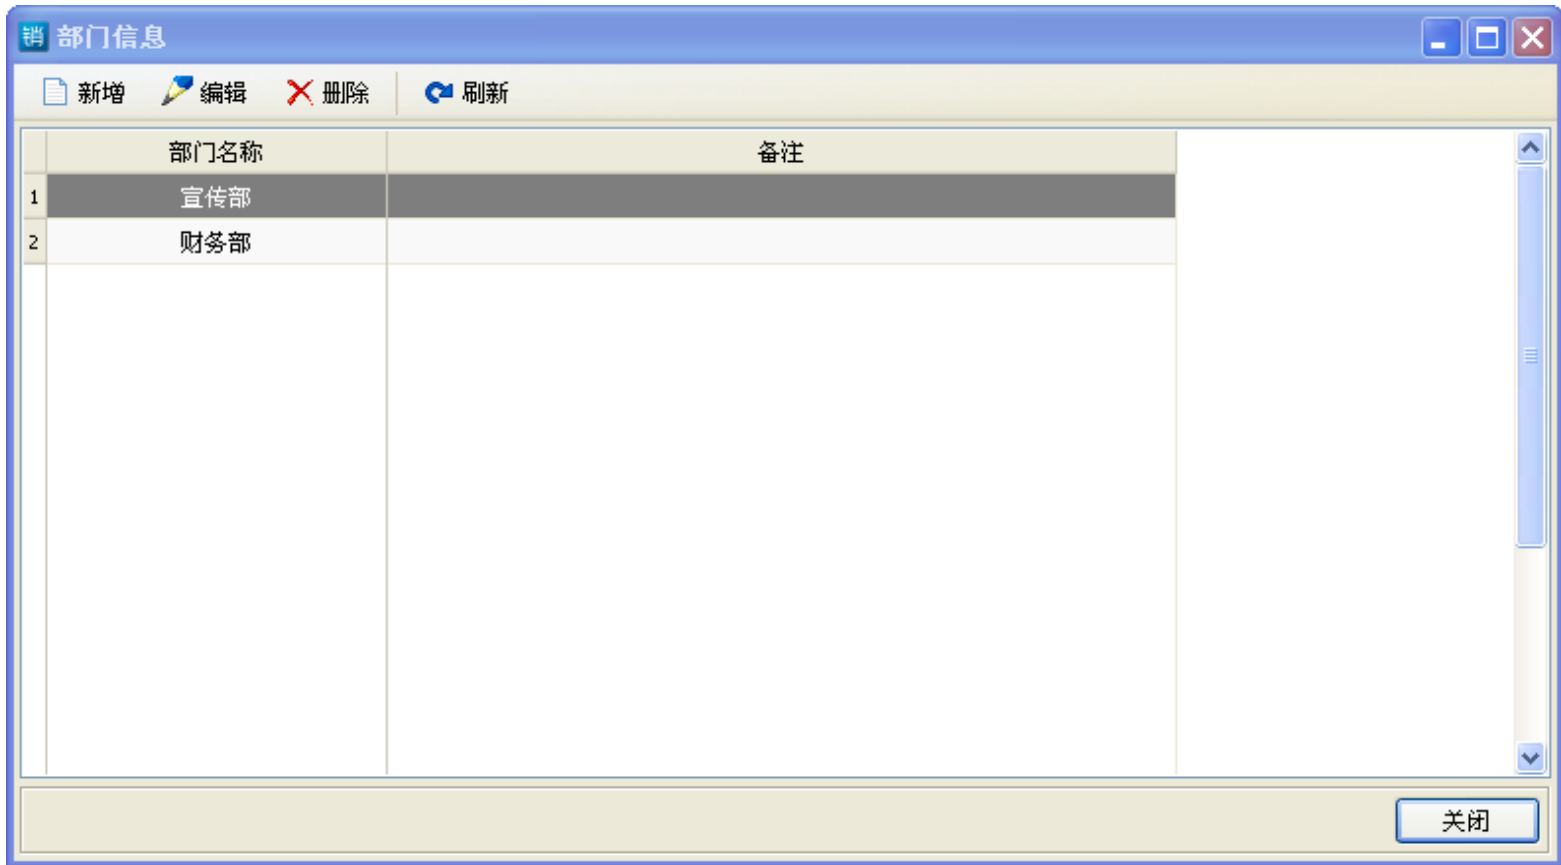 销 部门信息
新增 编辑 删除 刷新
部门名称 备注
1 宣传部
2 财务部
关闭